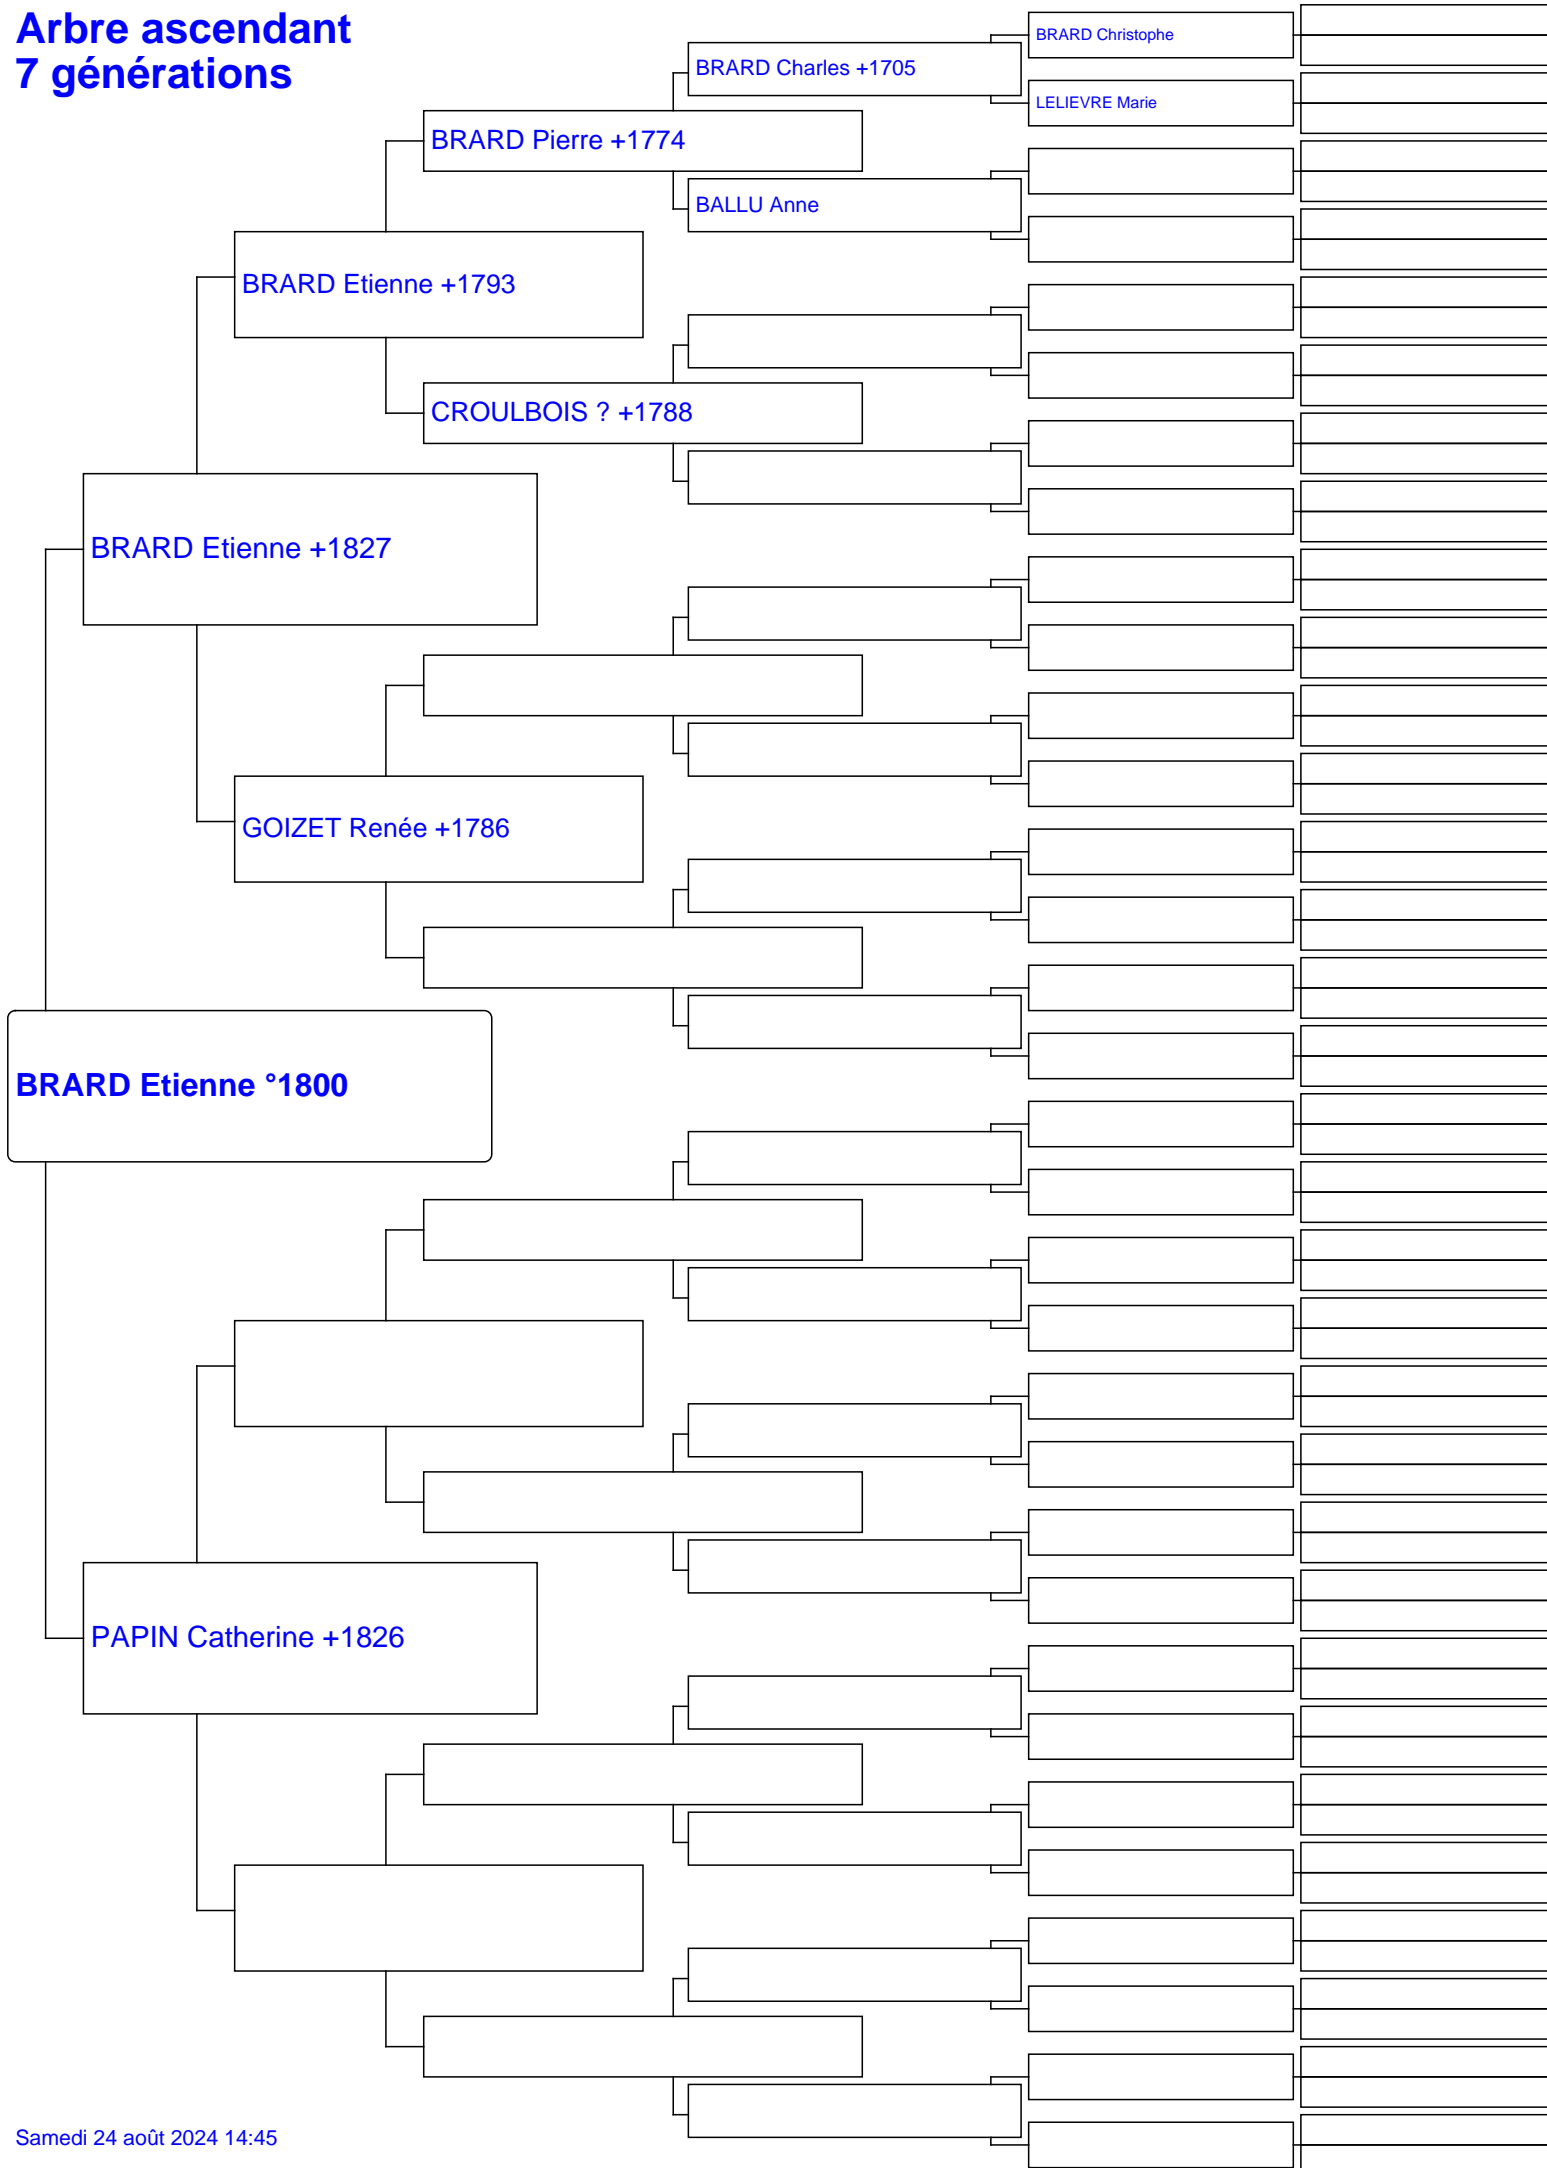 Arbre ascendant
7 générations
BRARD Christophe
BRARD Charles +1705
LELIEVRE Marie
BRARD Pierre +1774
BALLU Anne
BRARD Etienne +1793
CROULBOIS ? +1788
BRARD Etienne +1827
GOIZET Renée +1786
BRARD Etienne °1800
PAPIN Catherine +1826
Samedi 24 août 2024 14:45